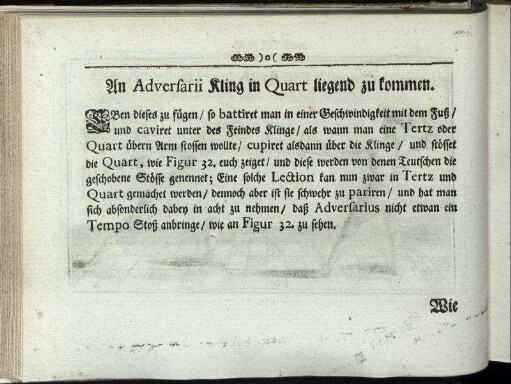 )o(
An Adversarii Kling in Quart liegend zu kommen.
EBen dieses zu fügen / so battiret man in einer Geschwindigkeit mit dem Fuß /
und caviret unter des Feindes Klinge / als wann man eine Tertz oder
Quart übern Arm stossen wollte / cupiret alsdann über die Klinge / und stösset
die Quart, wie Figur 32. euch zeiget / und diese werden von denen Teutschen die
geschobene Stösse genennet; Eine solche Lection kan nun zwar in Tertz und
Quart gemachet werden / dennoch aber ist sie schwehr zu pariren / und hat man
sich absonderlich dabey in acht zu nehmen / daß Adversarius nicht etwan ein
Tempo Stoß anbringe / wie an Figur 32. zu sehen.
Wie